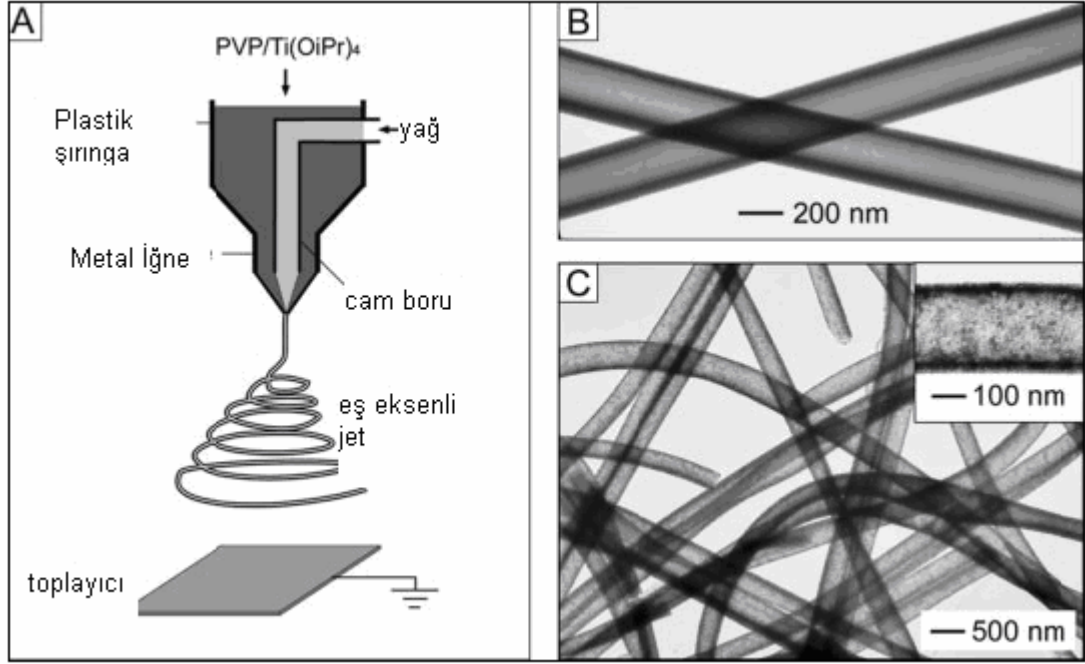 A
PVP/Ti(OiPr)₄
Plastik
şırınga
yağ
Metal İğne
cam boru
eş eksenli
jet
toplayıcı
B
200 nm
C
100 nm
500 nm